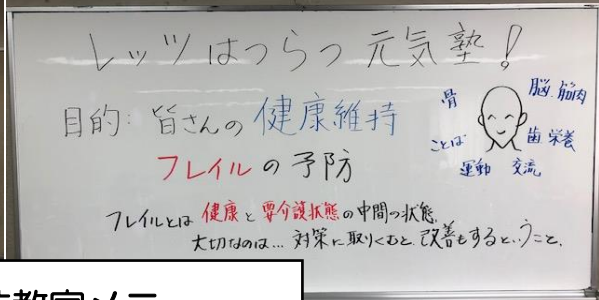 レッツはつらつ元気塾!
目的: 皆さんの健康維持
フレイルの予防
骨 脳 筋肉
ことば 歯 栄養
運動 交流
フレイルとは 健康と要介護状態の中間の状態
大切なのは... 対策に取りくむと、改善もするということ。
教室メモ